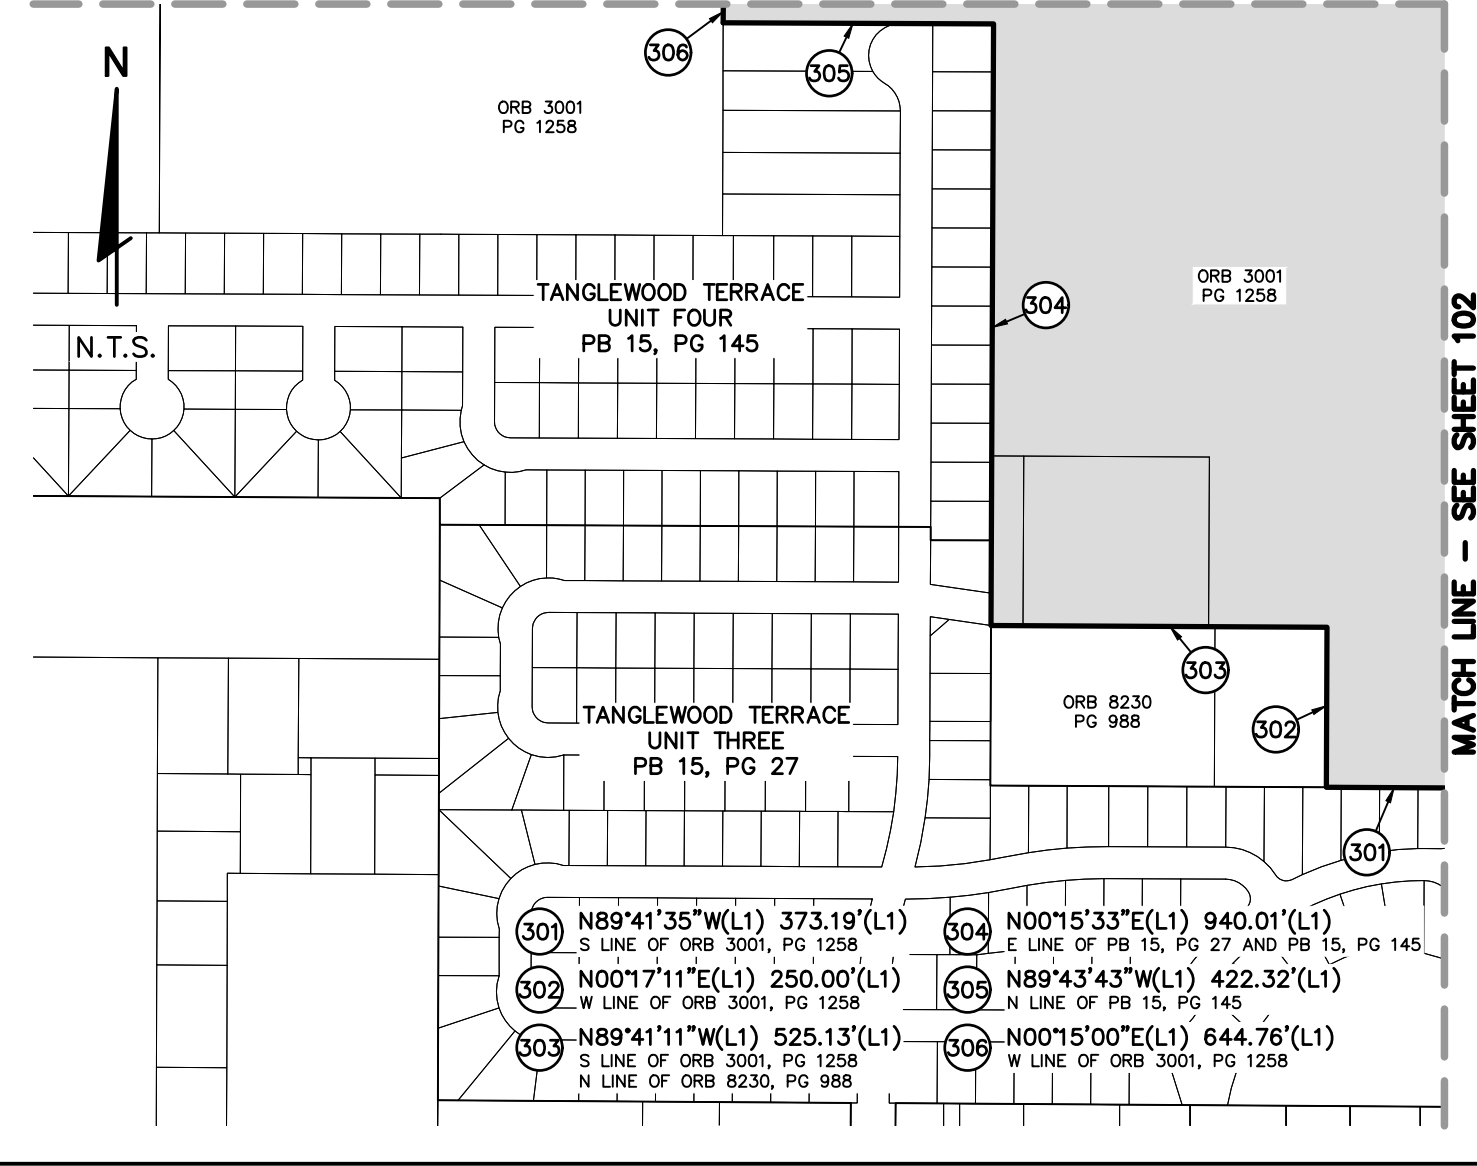 306
305
N
ORB 3001
PG 1258
ORB 3001
PG 1258
304
TANGLEWOOD TERRACE
UNIT FOUR
PB 15, PG 145
N.T.S.
MATCH LINE - SEE SHEET 102
303
ORB 8230
PG 988
302
TANGLEWOOD TERRACE
UNIT THREE
PB 15, PG 27
301
301 N89°41'35"W(L1) 373.19'(L1)
S LINE OF ORB 3001, PG 1258
302 N00°17'11"E(L1) 250.00'(L1)
W LINE OF ORB 3001, PG 1258
303 N89°41'11"W(L1) 525.13'(L1)
S LINE OF ORB 3001, PG 1258
N LINE OF ORB 8230, PG 988
304 N00°15'33"E(L1) 940.01'(L1)
E LINE OF PB 15, PG 27 AND PB 15, PG 145
305 N89°43'43"W(L1) 422.32'(L1)
N LINE OF PB 15, PG 145
306 N00°15'00"E(L1) 644.76'(L1)
W LINE OF ORB 3001, PG 1258